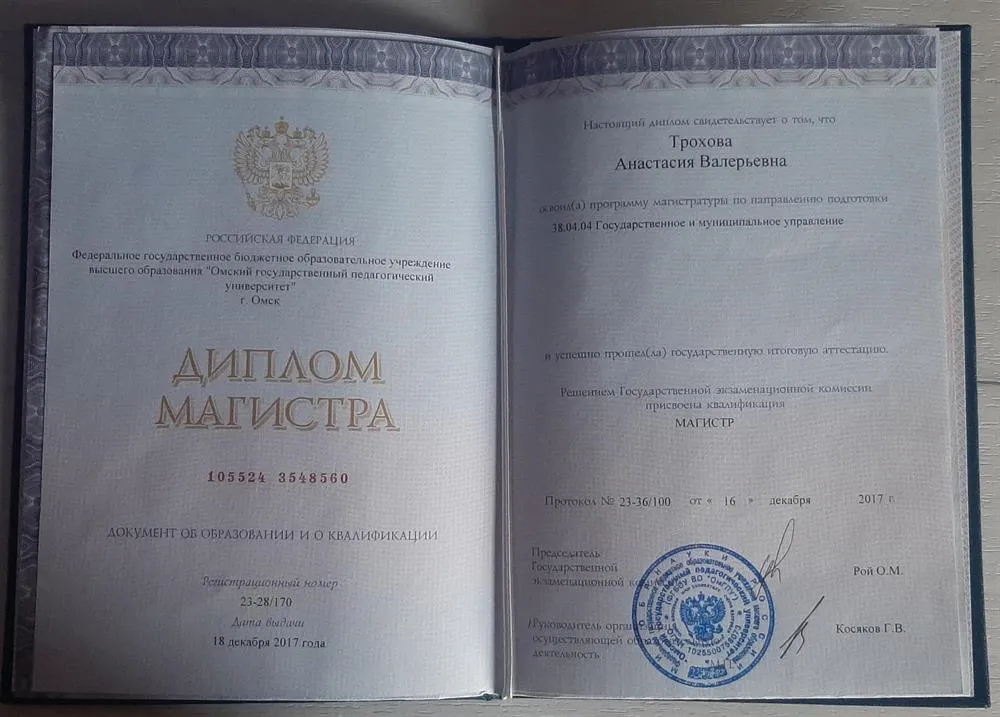 РОССИЙСКАЯ ФЕДЕРАЦИЯ
Федеральное государственное бюджетное образовательное учреждение
высшего образования "Омский государственный педагогический
университет"
г. Омск
ДИПЛОМ
МАГИСТРА
105524 3548560
ДОКУМЕНТ ОБ ОБРАЗОВАНИИ И О КВАЛИФИКАЦИИ
Регистрационный номер
23-28/170
Дата выдачи
18 декабря 2017 года
Настоящий диплом свидетельствует о том, что
Трохова
Анастасия Валерьевна
освоил(а) программу магистратуры по направлению подготовки
38.04.04 Государственное и муниципальное управление
и успешно прошел(ла) государственную итоговую аттестацию.
Решением Государственной экзаменационной комиссии
присвоена квалификация
МАГИСТР
Протокол № 23-36/100 от « 16 » декабря 2017 г.
Председатель
Государственной
экзаменационной
Рой О.М.
Руководитель
осуществляющей
деятельность
Косяков Г.В.